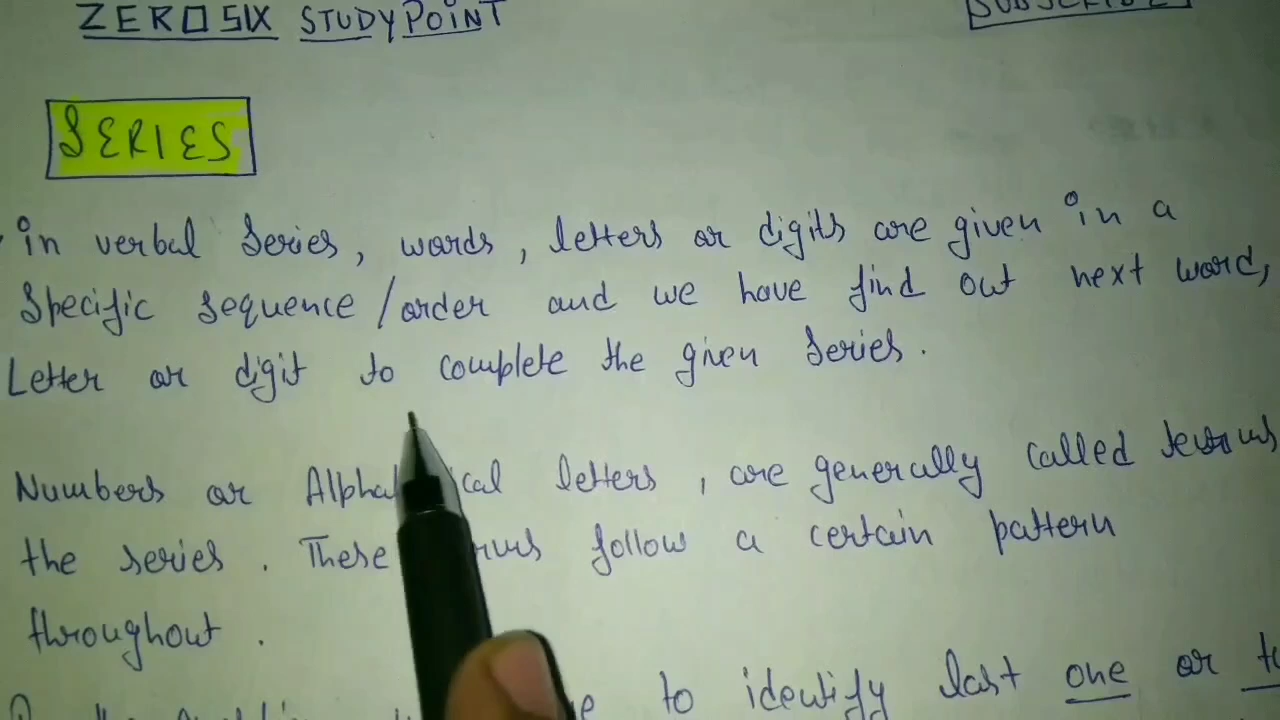 ZERO SIX STUDY POINT
SUBSCRIBE
SERIES
in verbal series, words, letters or digits are given in a
specific sequence/order and we have find out next word,
Letter or digit to complete the given series.
Numbers or letters, are generally called
the series. These follow a certain pattern
throughout.
to identify last one or